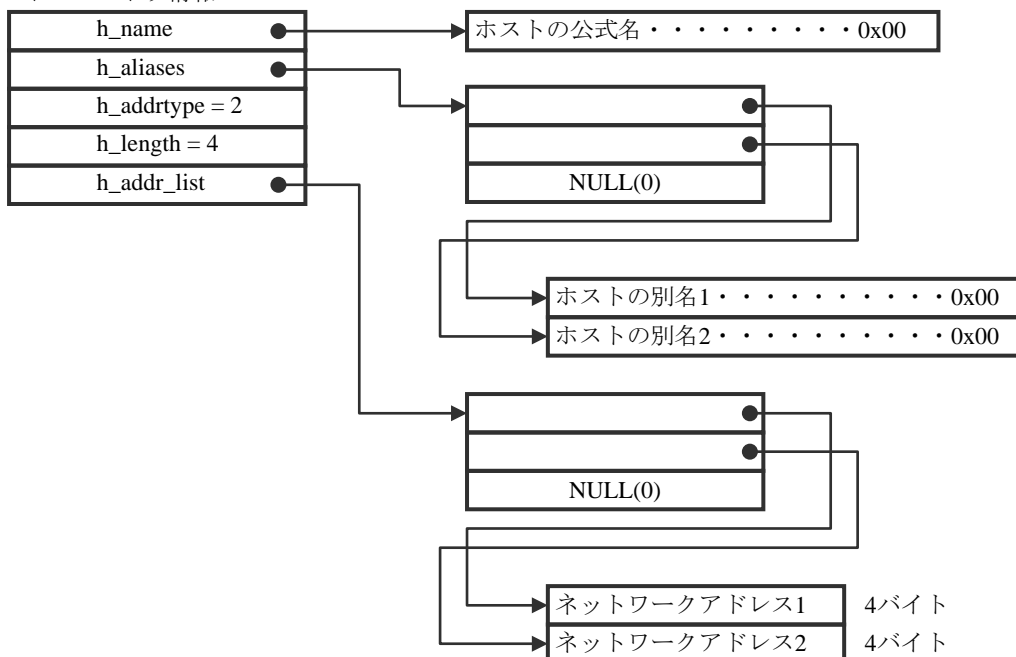 h_name
ホストの公式名・・・・・・・・・0x00
h_aliases
h_addrtype = 2
h_length = 4
h_addr_list
NULL(0)
ホストの別名1・・・・・・・・・・0x00
ホストの別名2・・・・・・・・・・0x00
NULL(0)
ネットワークアドレス1 4バイト
ネットワークアドレス2 4バイト